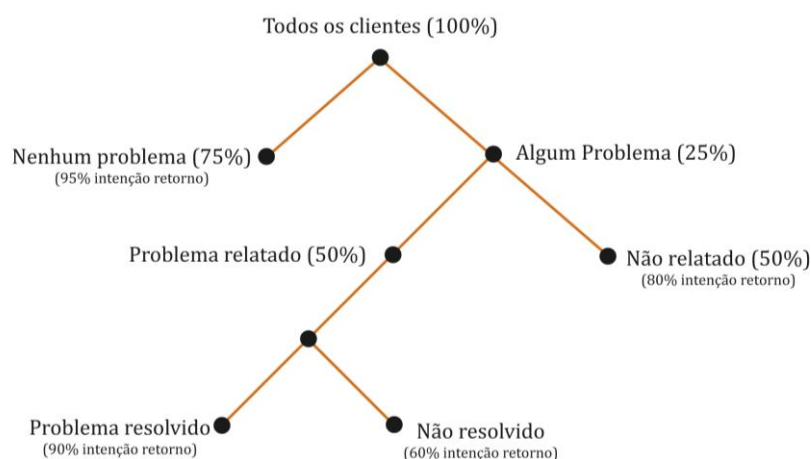 Todos os clientes (100%)
Nenhum problema (75%)
(95% intenção retorno)
Algum Problema (25%)
Problema relatado (50%)
Não relatado (50%)
(80% intenção retorno)
Problema resolvido
(90% intenção retorno)
Não resolvido
(60% intenção retorno)